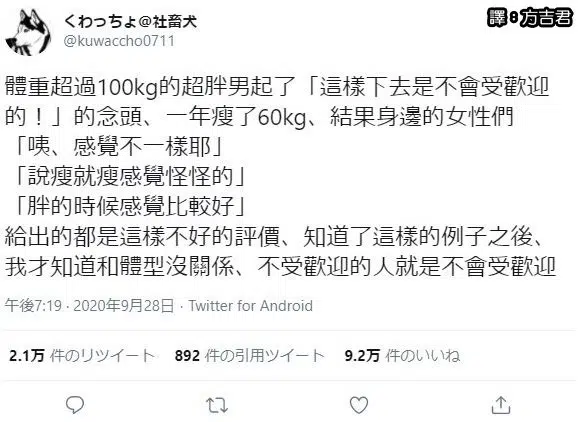 くわっちょ@社畜犬
譯：方吉君
@kuwaccho0711
體重超過100kg的超胖男起了「這樣下去是不會受歡迎
的！」的念頭、一年瘦了60kg、結果身邊的女性們
「咦、感覺不一樣耶」
「說瘦就瘦感覺怪怪的」
「胖的時候感覺比較好」
給出的都是這樣不好的評價、知道了這樣的例子之後、
我才知道和體型沒關係、不受歡迎的人就是不會受歡迎
午後7:19 · 2020年9月28日 · Twitter for Android
2.1万 件のリツイート 892 件の引用ツイート 9.2万 件のいいね